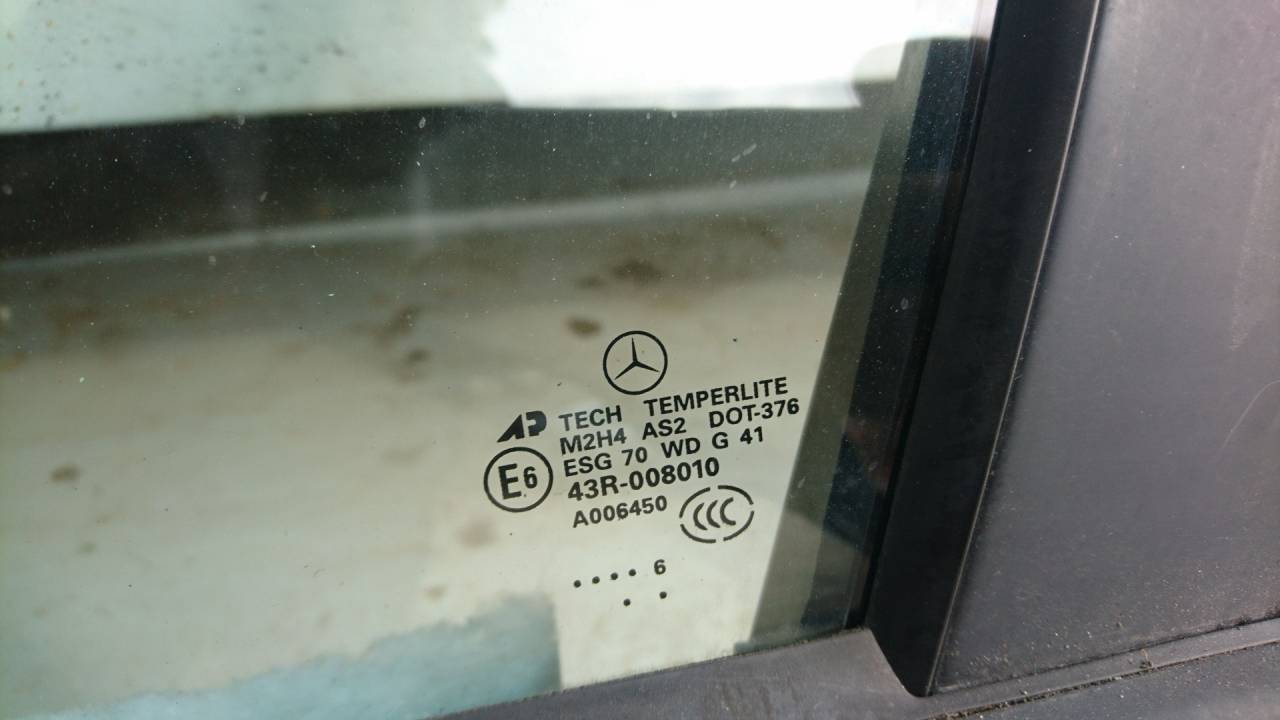 AP TECH TEMPERLITE
M2H4 AS2 DOT-376
ESG 70 WD G 41
E6 43R-008010
A006450 CCC
•••• 6
• •